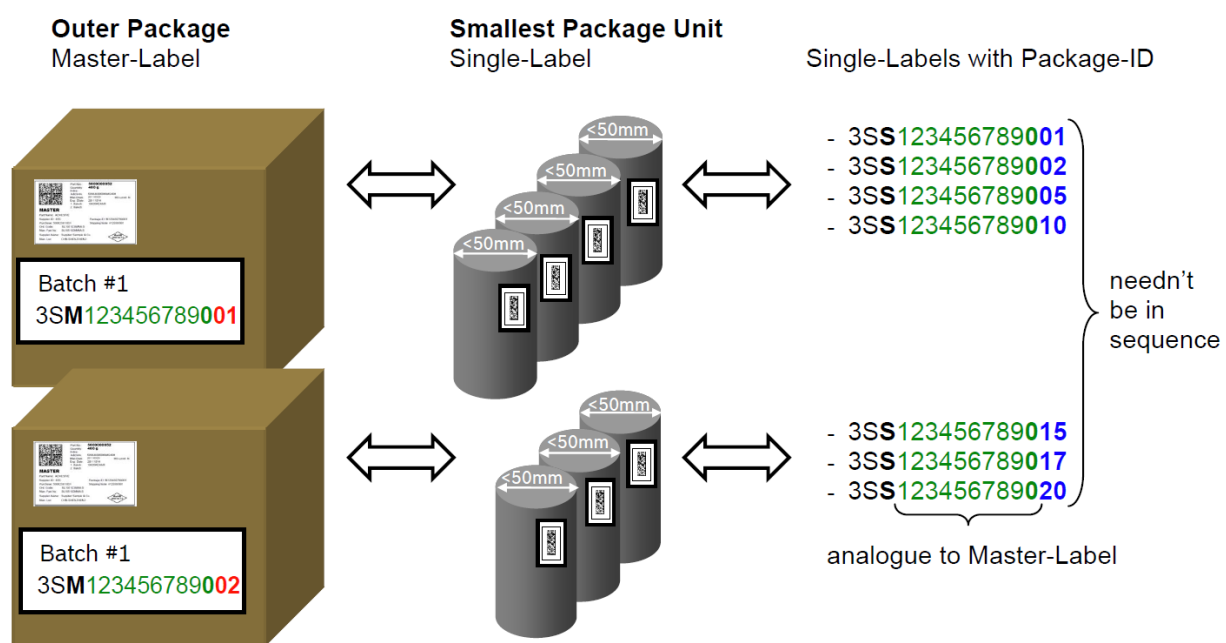 Outer Package
Master-Label
Smallest Package Unit
Single-Label
Single-Labels with Package-ID
MASTER
Batch #1
3SM123456789001
<50mm
<50mm
<50mm
<50mm
- 3SS123456789001
- 3SS123456789002
- 3SS123456789005
- 3SS123456789010
needn't
be in
sequence
MASTER
Batch #1
3SM123456789002
<50mm
<50mm
<50mm
- 3SS123456789015
- 3SS123456789017
- 3SS123456789020
analogue to Master-Label